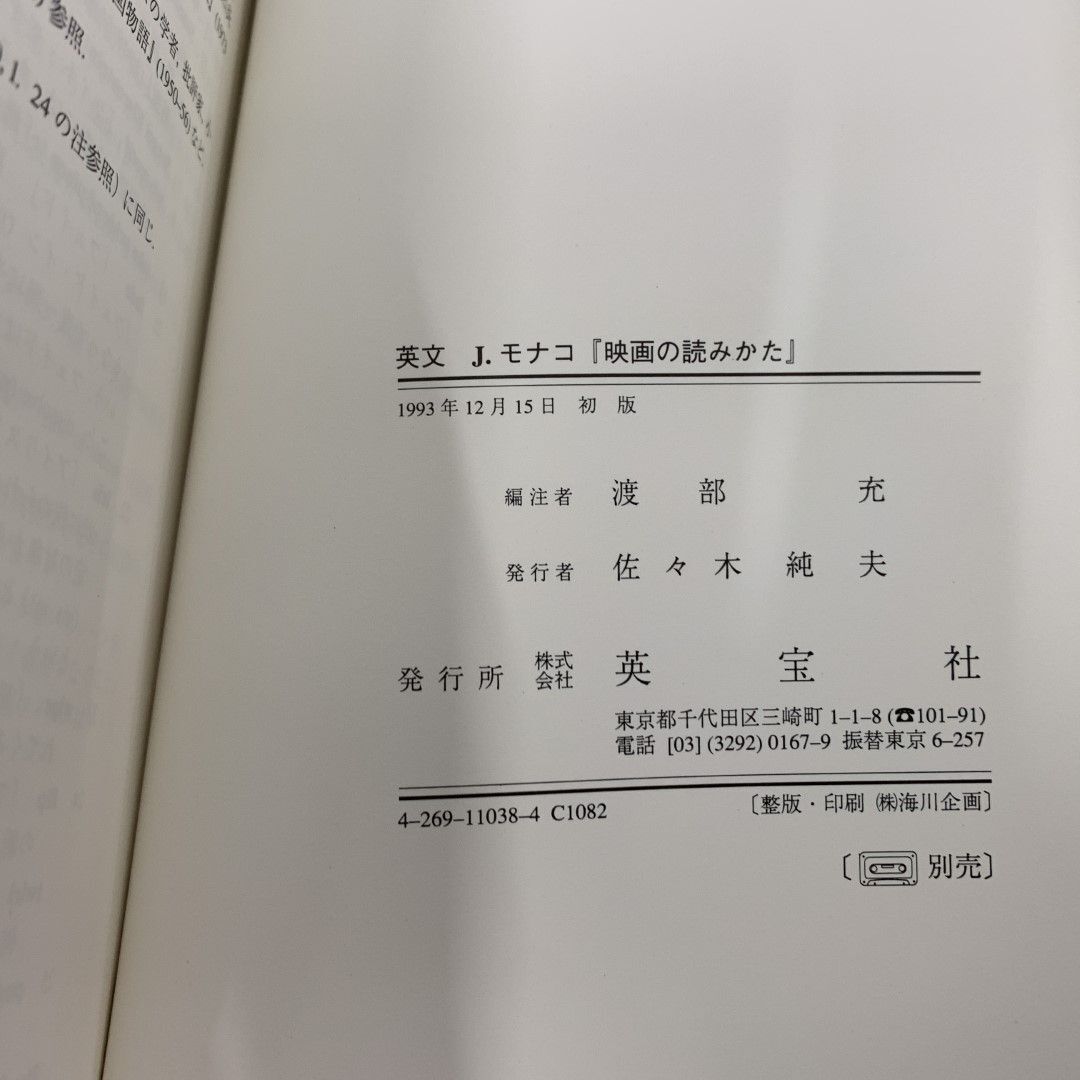 の学者，批評家，小
国物語』(1950–56)など．
参照．
1, 24の注参照）に同じ．
英文 J. モナコ『映画の読みかた』
1993年12月15日 初 版
編注者 渡部 充
発行者 佐々木純夫
発行所 株式会社 英宝社
東京都千代田区三崎町1–1–8 (☎101–91)
電話 [03] (3292) 0167–9 振替東京6–257
4–269–11038–4 C1082 〔整版・印刷 ㈱海川企画〕
〔別売〕